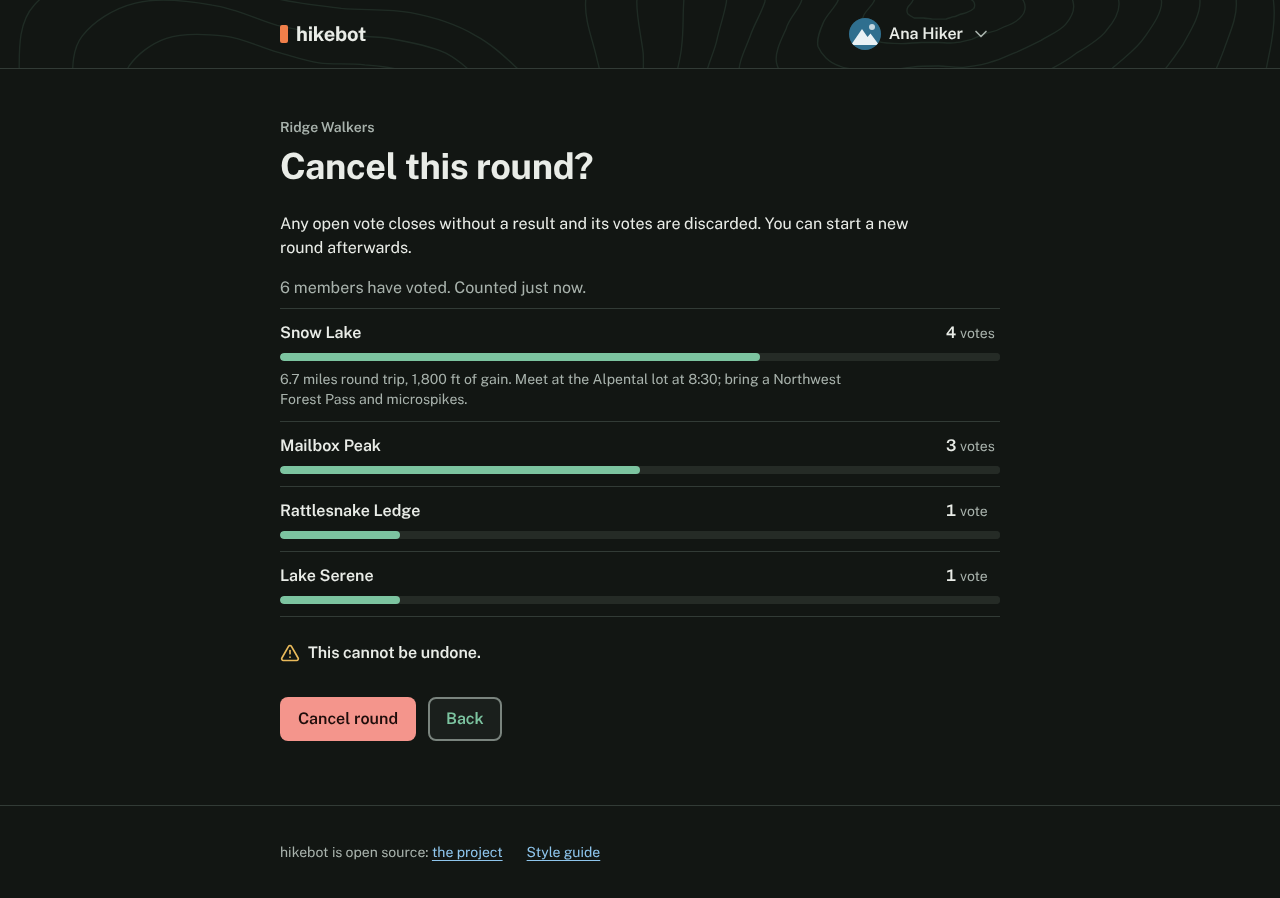 hikebot
Ana Hiker
Ridge Walkers
Cancel this round?
Any open vote closes without a result and its votes are discarded. You can start a new
round afterwards.
6 members have voted. Counted just now.
Snow Lake
4 votes
6.7 miles round trip, 1,800 ft of gain. Meet at the Alpental lot at 8:30; bring a Northwest
Forest Pass and microspikes.
Mailbox Peak
3 votes
Rattlesnake Ledge
1 vote
Lake Serene
1 vote
This cannot be undone.
Cancel round
Back
hikebot is open source: the project
Style guide